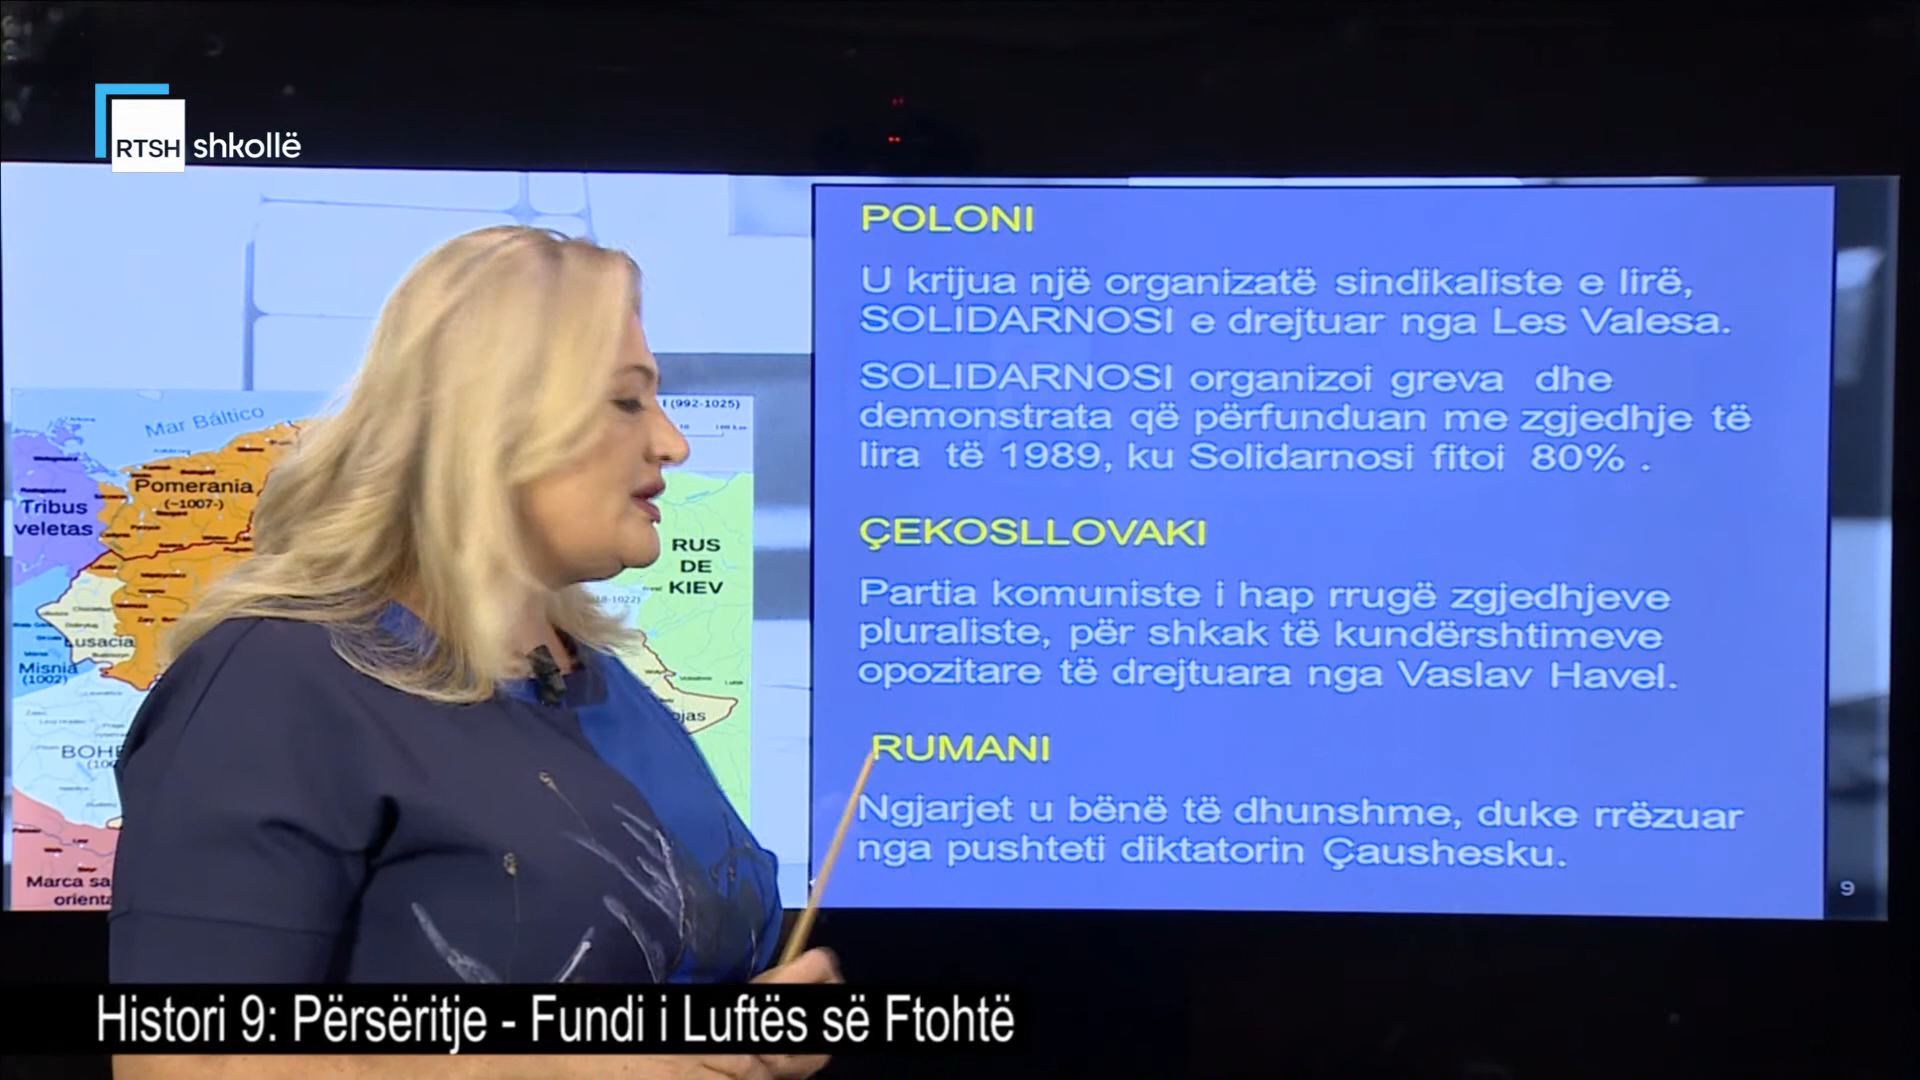 RTSH shkollë
POLONI
U krijua një organizatë sindikaliste e lirë,
SOLIDARNOSI e drejtuar nga Les Valesa.
SOLIDARNOSI organizoi greva dhe
demonstrata që përfunduan me zgjedhje të
lira të 1989, ku Solidarnosi fitoi 80% .
ÇEKOSLLOVAKI
Partia komuniste i hap rrugë zgjedhjeve
pluraliste, për shkak të kundërshtimeve
opozitare të drejtuara nga Vaslav Havel.
RUMANI
Ngjarjet u bënë të dhunshme, duke rrëzuar
nga pushteti diktatorin Çaushesku.
9
I (992-1025)
Mar Báltico
Pomerania
(~1007-)
Tribus
veletas
RUS
DE
KIEV
Lusacia
Misnia
(1002)
BOHE
Marca sa
orienta
Histori 9: Përsëritje - Fundi i Luftës së Ftohtë